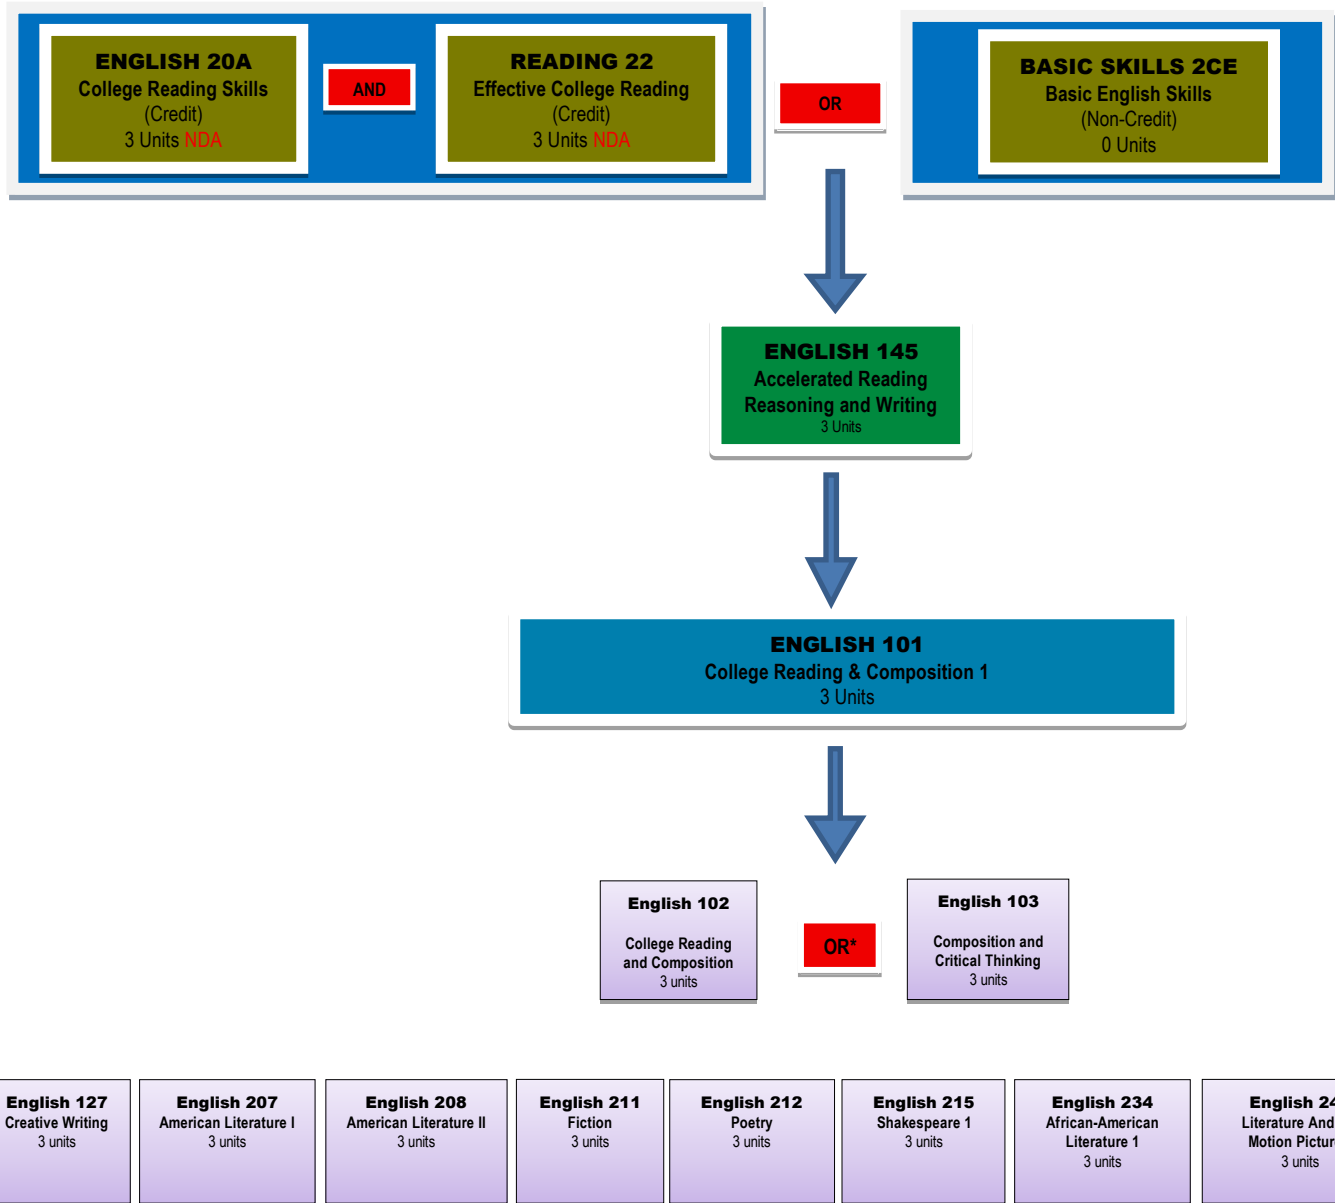 ENGLISH 20A
College Reading Skills
(Credit)
3 Units NDA
AND
READING 22
Effective College Reading
(Credit)
3 Units NDA
OR
BASIC SKILLS 2CE
Basic English Skills
(Non-Credit)
0 Units
ENGLISH 145
Accelerated Reading
Reasoning and Writing
3 Units
ENGLISH 101
College Reading & Composition 1
3 Units
English 102
College Reading
and Composition
3 units
OR*
English 103
Composition and
Critical Thinking
3 units
English 127
Creative Writing
3 units
English 207
American Literature I
3 units
English 208
American Literature II
3 units
English 211
Fiction
3 units
English 212
Poetry
3 units
English 215
Shakespeare 1
3 units
English 234
African-American
Literature 1
3 units
English
Literature And
Motion
3 units